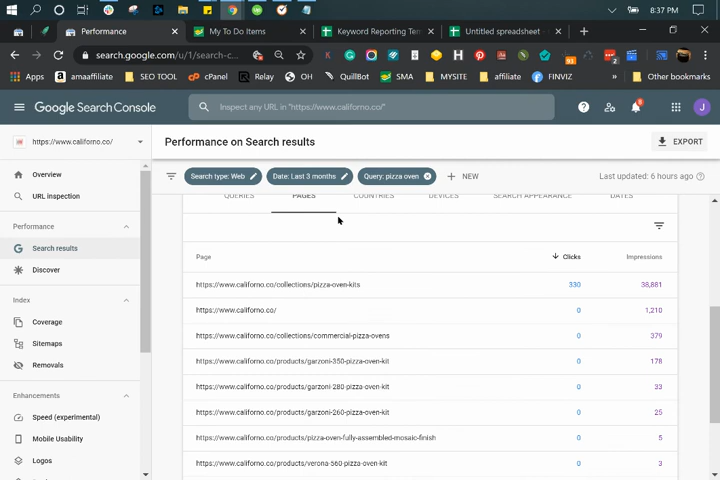 8:37 PM
Performance
My To Do Items
Keyword Reporting Tem
Untitled spreadsheet
search.google.com/u/1/search-c...
93
2
Apps
amaaffiliate
SEO TOOL
cPanel
Relay
OH
QuillBot
SMA
MYSITE
affiliate
FINVIZ
Other bookmarks
Google Search Console
Inspect any URL in "https://www.californo.co/"
8
J
https://www.californo.co/
Performance on Search results
EXPORT
Search type: Web
Date: Last 3 months
Query: pizza oven
NEW
Last updated: 6 hours ago
Overview
URL inspection
Performance
Search results
Discover
Index
Coverage
Sitemaps
Removals
Enhancements
Speed (experimental)
Mobile Usability
Logos
QUERIES
PAGES
COUNTRIES
DEVICES
SEARCH APPEARANCE
DATES
Page
Clicks
Impressions
https://www.californo.co/collections/pizza-oven-kits 330 38,881
https://www.californo.co/ 0 1,210
https://www.californo.co/collections/commercial-pizza-ovens 0 379
https://www.californo.co/products/garzoni-350-pizza-oven-kit 0 178
https://www.californo.co/products/garzoni-280-pizza-oven-kit 0 33
https://www.californo.co/products/garzoni-260-pizza-oven-kit 0 25
https://www.californo.co/products/pizza-oven-fully-assembled-mosaic-finish 0 5
https://www.californo.co/products/verona-560-pizza-oven-kit 0 3